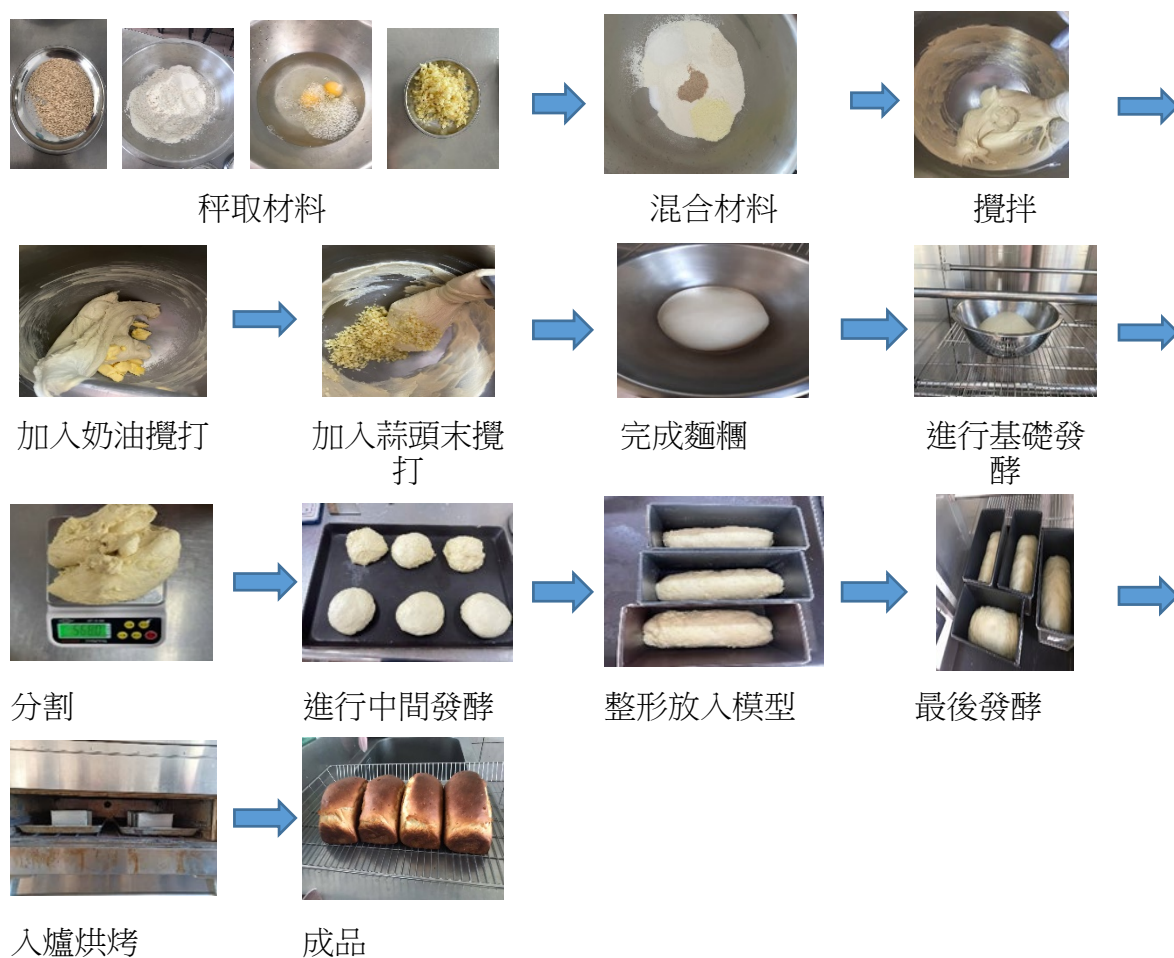 秤取材料
混合材料
攪拌
加入奶油攪打
加入蒜頭末攪
打
完成麵糰
進行基礎發
酵
分割
進行中間發酵
整形放入模型
最後發酵
入爐烘烤
成品